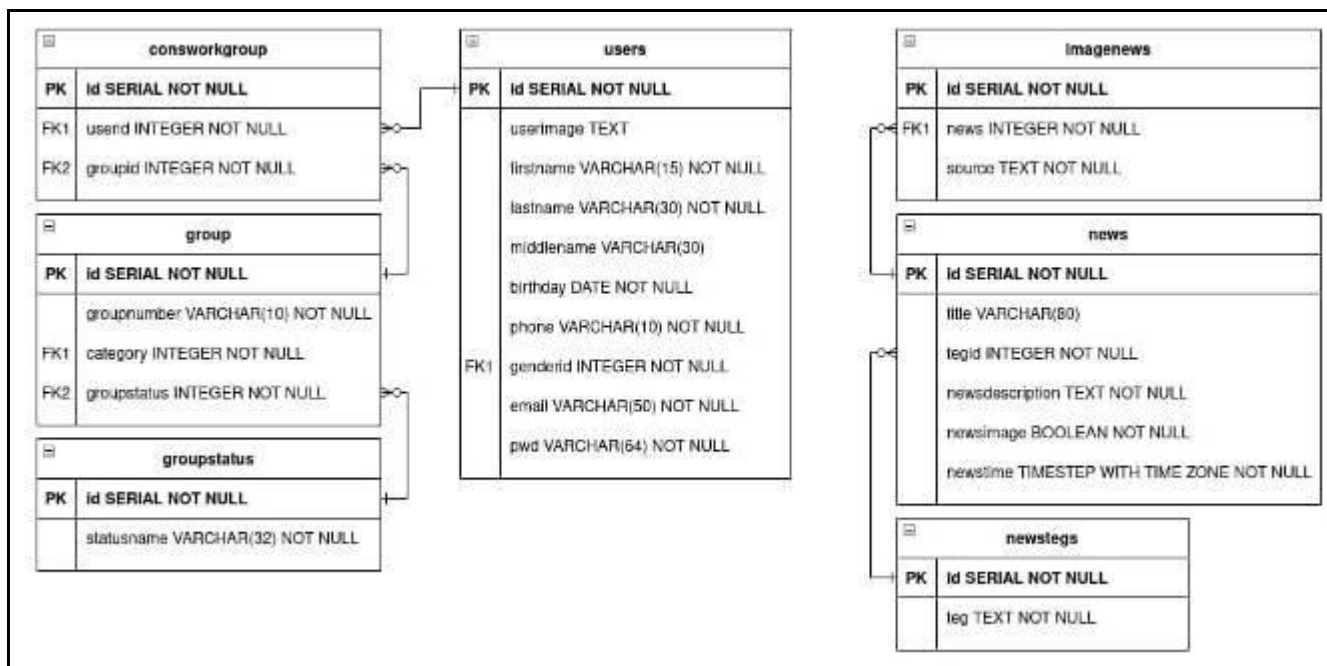 consworkgroup
PK id SERIAL NOT NULL
FK1 userid INTEGER NOT NULL
FK2 groupid INTEGER NOT NULL
group
PK id SERIAL NOT NULL
groupnumber VARCHAR(10) NOT NULL
FK1 category INTEGER NOT NULL
FK2 groupstatus INTEGER NOT NULL
groupstatus
PK id SERIAL NOT NULL
statusname VARCHAR(32) NOT NULL
users
PK id SERIAL NOT NULL
userimage TEXT
firstname VARCHAR(15) NOT NULL
lastname VARCHAR(30) NOT NULL
middlename VARCHAR(30)
birthday DATE NOT NULL
phone VARCHAR(10) NOT NULL
FK1 genderid INTEGER NOT NULL
email VARCHAR(50) NOT NULL
pwd VARCHAR(64) NOT NULL
imagenews
PK id SERIAL NOT NULL
FK1 news INTEGER NOT NULL
source TEXT NOT NULL
news
PK id SERIAL NOT NULL
title VARCHAR(80)
tegid INTEGER NOT NULL
newsdescription TEXT NOT NULL
newsimage BOOLEAN NOT NULL
newstime TIMESTEP WITH TIME ZONE NOT NULL
newstegs
PK id SERIAL NOT NULL
teg TEXT NOT NULL